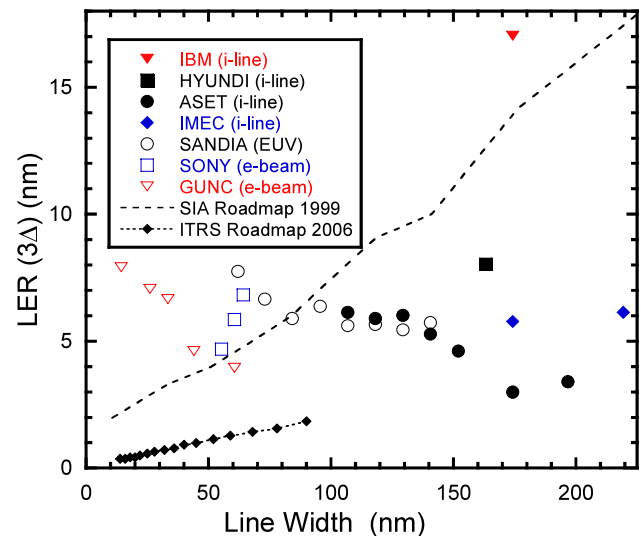 LER (3Δ) (nm)
15
10
5
0
IBM (i-line)
HYUNDI (i-line)
ASET (i-line)
IMEC (i-line)
SANDIA (EUV)
SONY (e-beam)
GUNC (e-beam)
SIA Roadmap 1999
ITRS Roadmap 2006
0 50 100 150 200
Line Width (nm)